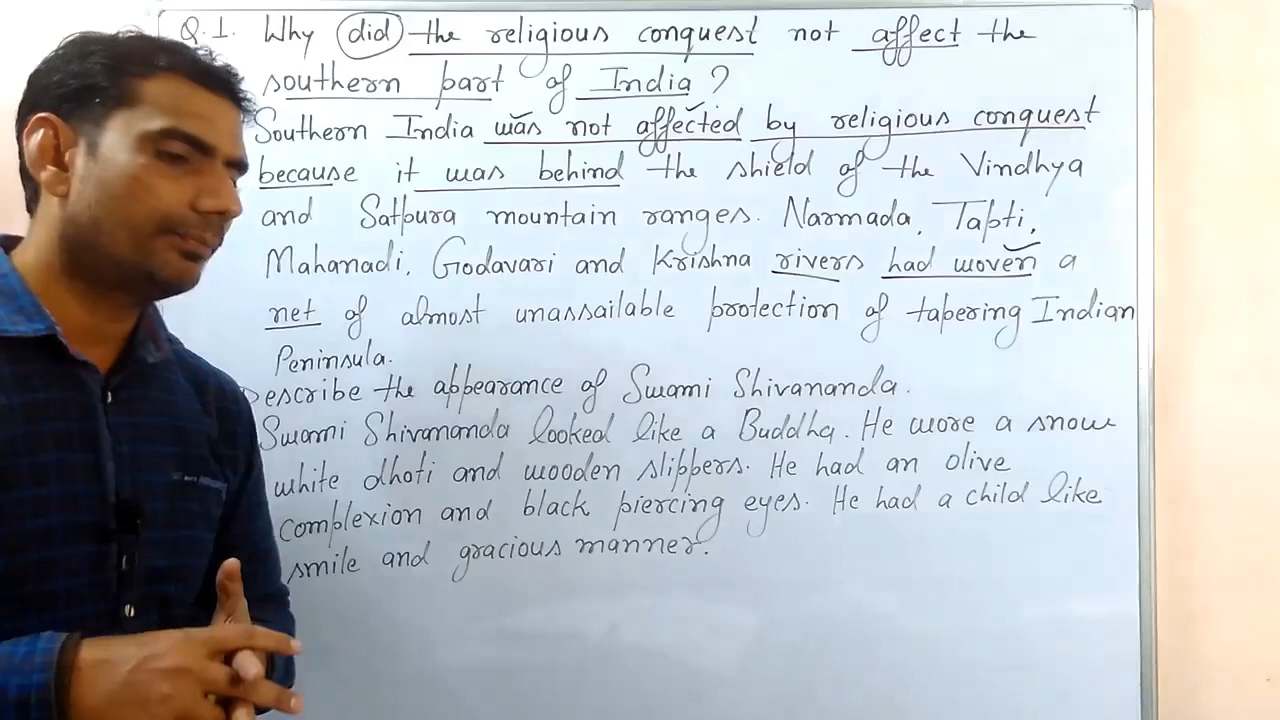 Q.1. Why did the religious conquest not affect the
southern part of India ?
Southern India was not affected by religious conquest
because it was behind the shield of the Vindhya
and Satpura mountain ranges. Narmada, Tapti,
Mahanadi, Godavari and Krishna rivers had woven a
net of almost unassailable protection of tapering Indian
Peninsula.
Describe the appearance of Swami Shivananda.
Swami Shivananda looked like a Buddha. He wore a snow
white dhoti and wooden slippers. He had an olive
complexion and black piercing eyes. He had a child like
smile and gracious manner.